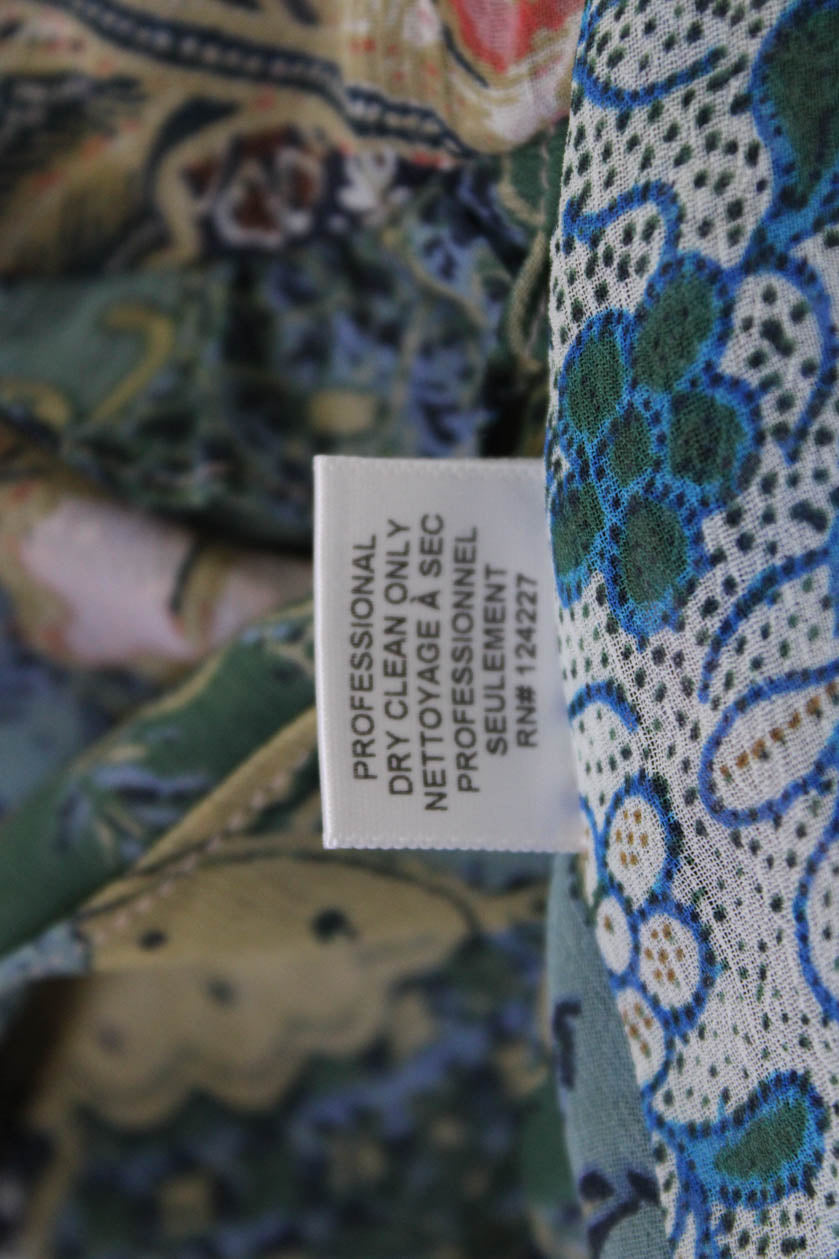 PROFESSIONAL
DRY CLEAN ONLY
NETTOYAGE À SEC
PROFESSIONNEL
SEULEMENT
RN# 124227